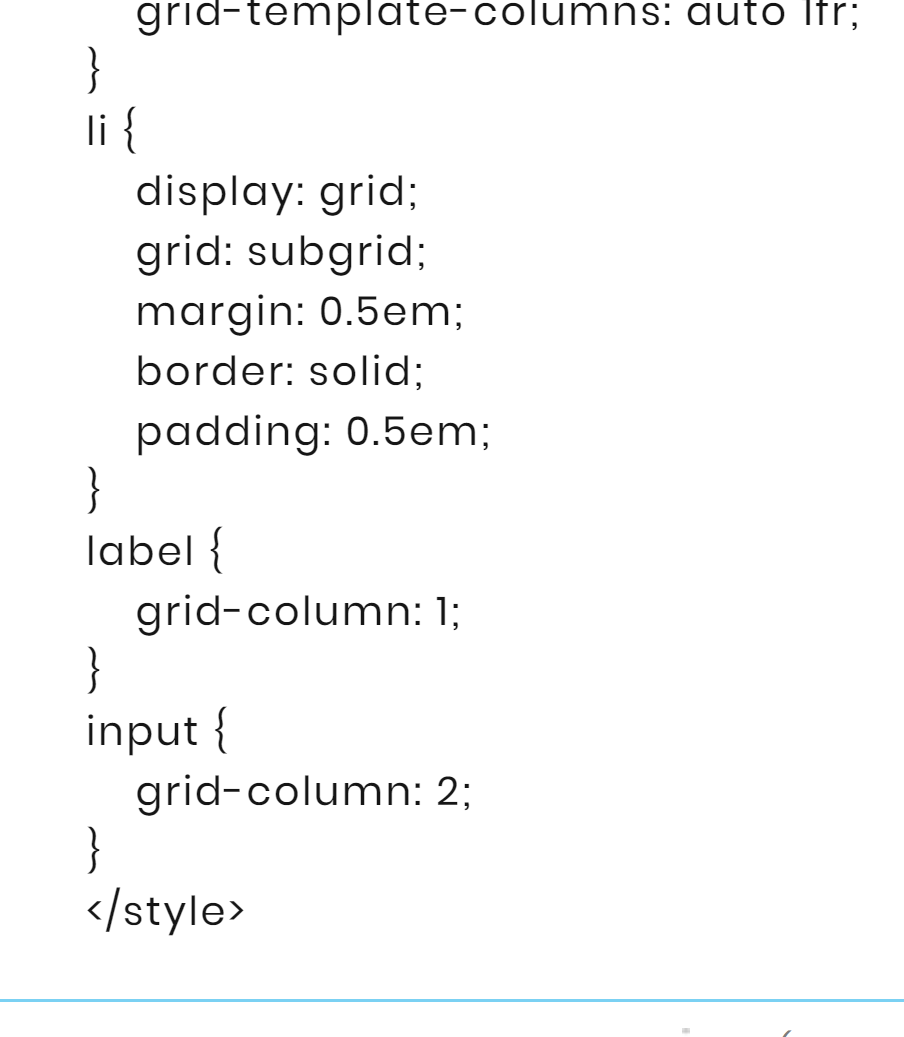 grid-template-columns: auto 1fr;
}
li {
display: grid;
grid: subgrid;
margin: 0.5em;
border: solid;
padding: 0.5em;
}
label {
grid-column: 1;
}
input {
grid-column: 2;
}
</style>